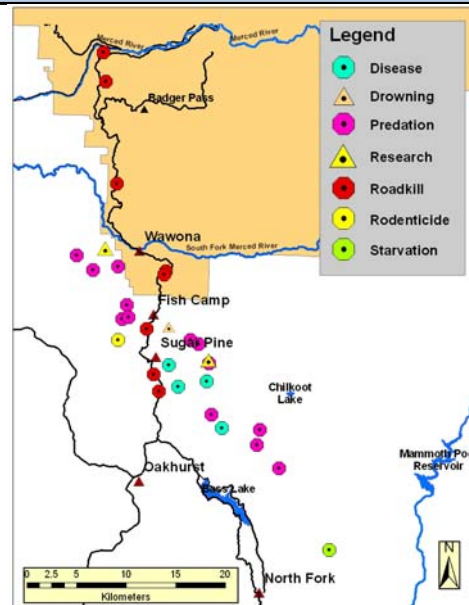 Merced River
Merced River
Legend
Disease
Drowning
Predation
Research
Roadkill
Rodenticide
Starvation
Badger Pass
Wawona
South Fork Merced River
Fish Camp
Sugar Pine
Chilkoot
Lake
Oakhurst
Bass Lake
Mammoth Poo
Reservoir
North Fork
N
0 2.5 5 10 15 20
Kilometers